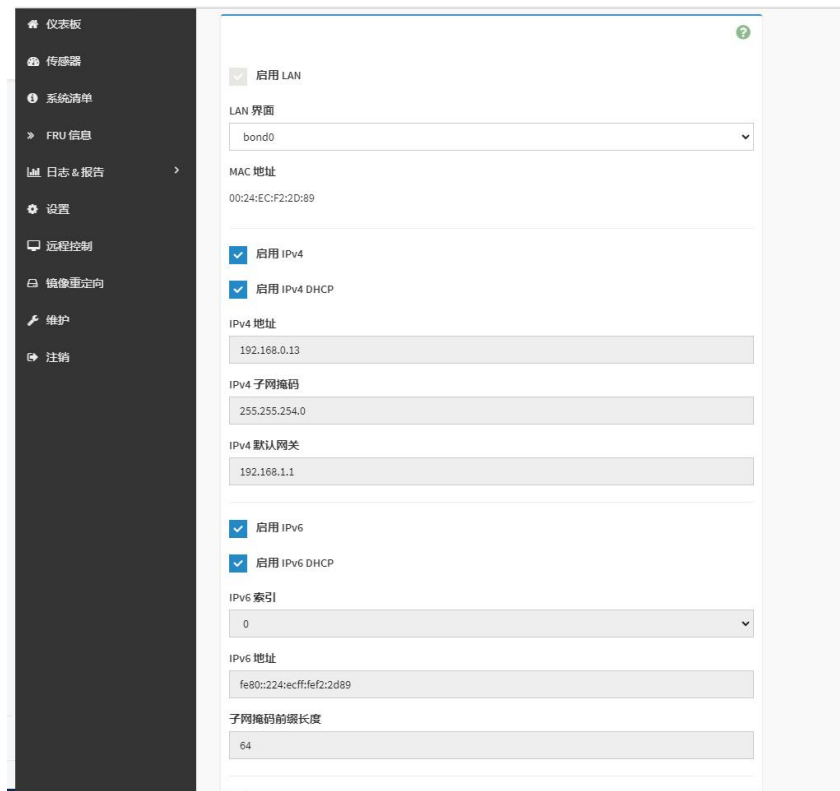 仪表板
传感器
系统清单
FRU 信息
日志 & 报告
设置
远程控制
镜像重定向
维护
注销
启用 LAN
LAN 界面
bond0
MAC 地址
00:24:EC:F2:2D:89
启用 IPv4
启用 IPv4 DHCP
IPv4 地址
192.168.0.13
IPv4 子网掩码
255.255.254.0
IPv4 默认网关
192.168.1.1
启用 IPv6
启用 IPv6 DHCP
IPv6 索引
0
IPv6 地址
fe80::224:ecff:fef2:2d89
子网掩码前缀长度
64